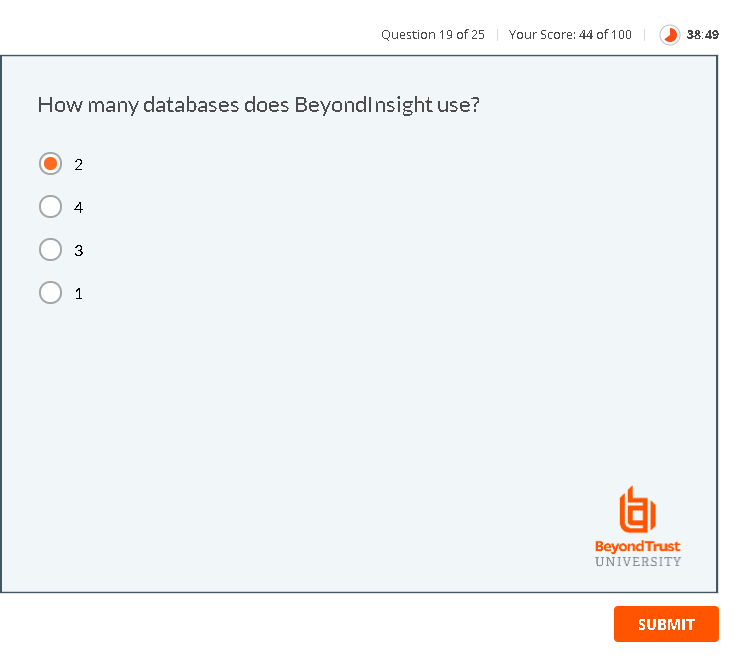 Question 19 of 25 | Your Score: 44 of 100 | 38:49
How many databases does BeyondInsight use?
2
4
3
1
BeyondTrust
UNIVERSITY
SUBMIT